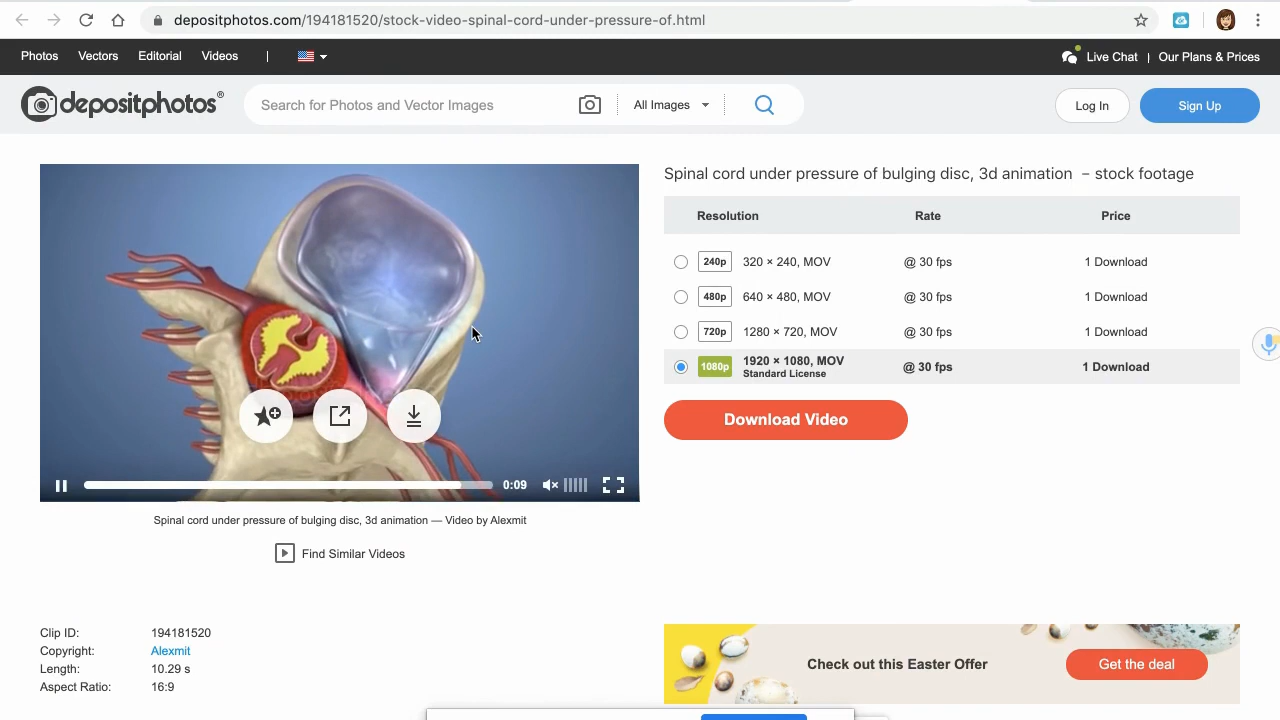 depositphotos.com/194181520/stock-video-spinal-cord-under-pressure-of.html
Photos Vectors Editorial Videos | Live Chat | Our Plans & Prices
depositphotos® Search for Photos and Vector Images All Images Log In Sign Up
Spinal cord under pressure of bulging disc, 3d animation – stock footage
Resolution Rate Price
240p 320 × 240, MOV @ 30 fps 1 Download
480p 640 × 480, MOV @ 30 fps 1 Download
720p 1280 × 720, MOV @ 30 fps 1 Download
1080p 1920 × 1080, MOV @ 30 fps 1 Download
Standard License
Download Video
0:09
Spinal cord under pressure of bulging disc, 3d animation — Video by Alexmit
Find Similar Videos
Clip ID: 194181520
Copyright: Alexmit
Length: 10.29 s
Aspect Ratio: 16:9
Check out this Easter Offer Get the deal